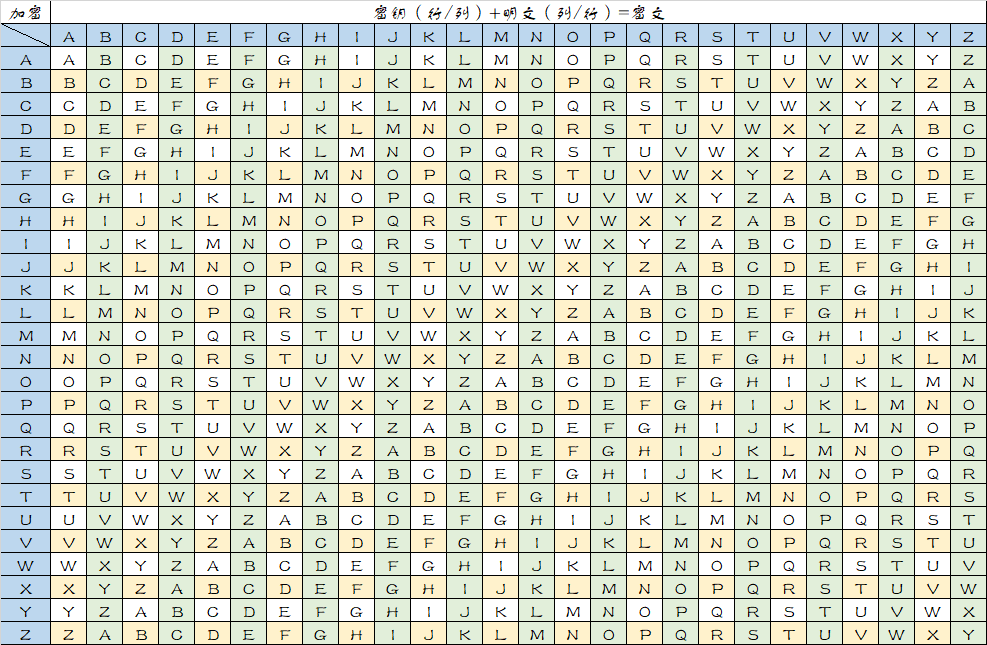 加密 密钥（行/列）+明文（列/行）=密文
A B C D E F G H I J K L M N O P Q R S T U V W X Y Z
A A B C D E F G H I J K L M N O P Q R S T U V W X Y Z
B B C D E F G H I J K L M N O P Q R S T U V W X Y Z A
C C D E F G H I J K L M N O P Q R S T U V W X Y Z A B
D D E F G H I J K L M N O P Q R S T U V W X Y Z A B C
E E F G H I J K L M N O P Q R S T U V W X Y Z A B C D
F F G H I J K L M N O P Q R S T U V W X Y Z A B C D E
G G H I J K L M N O P Q R S T U V W X Y Z A B C D E F
H H I J K L M N O P Q R S T U V W X Y Z A B C D E F G
I I J K L M N O P Q R S T U V W X Y Z A B C D E F G H
J J K L M N O P Q R S T U V W X Y Z A B C D E F G H I
K K L M N O P Q R S T U V W X Y Z A B C D E F G H I J
L L M N O P Q R S T U V W X Y Z A B C D E F G H I J K
M M N O P Q R S T U V W X Y Z A B C D E F G H I J K L
N N O P Q R S T U V W X Y Z A B C D E F G H I J K L M
O O P Q R S T U V W X Y Z A B C D E F G H I J K L M N
P P Q R S T U V W X Y Z A B C D E F G H I J K L M N O
Q Q R S T U V W X Y Z A B C D E F G H I J K L M N O P
R R S T U V W X Y Z A B C D E F G H I J K L M N O P Q
S S T U V W X Y Z A B C D E F G H I J K L M N O P Q R
T T U V W X Y Z A B C D E F G H I J K L M N O P Q R S
U U V W X Y Z A B C D E F G H I J K L M N O P Q R S T
V V W X Y Z A B C D E F G H I J K L M N O P Q R S T U
W W X Y Z A B C D E F G H I J K L M N O P Q R S T U V
X X Y Z A B C D E F G H I J K L M N O P Q R S T U V W
Y Y Z A B C D E F G H I J K L M N O P Q R S T U V W X
Z Z A B C D E F G H I J K L M N O P Q R S T U V W X Y